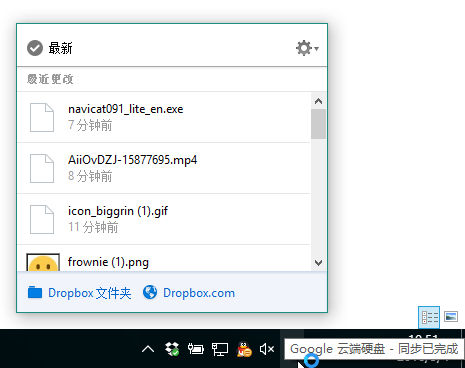 最新
最近更改
navicat091_lite_en.exe
7 分钟前
AiiOvDZJ-15877695.mp4
8 分钟前
icon_biggrin (1).gif
11 分钟前
frownie (1).png
Dropbox 文件夹
Dropbox.com
Google 云端硬盘 - 同步已完成